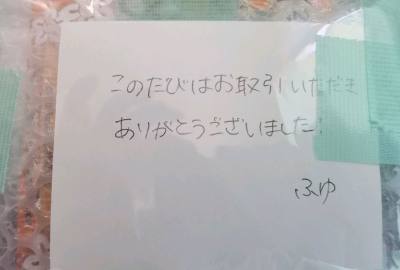 このたびはお取引いただき
ありがとうございました!
ふゆ